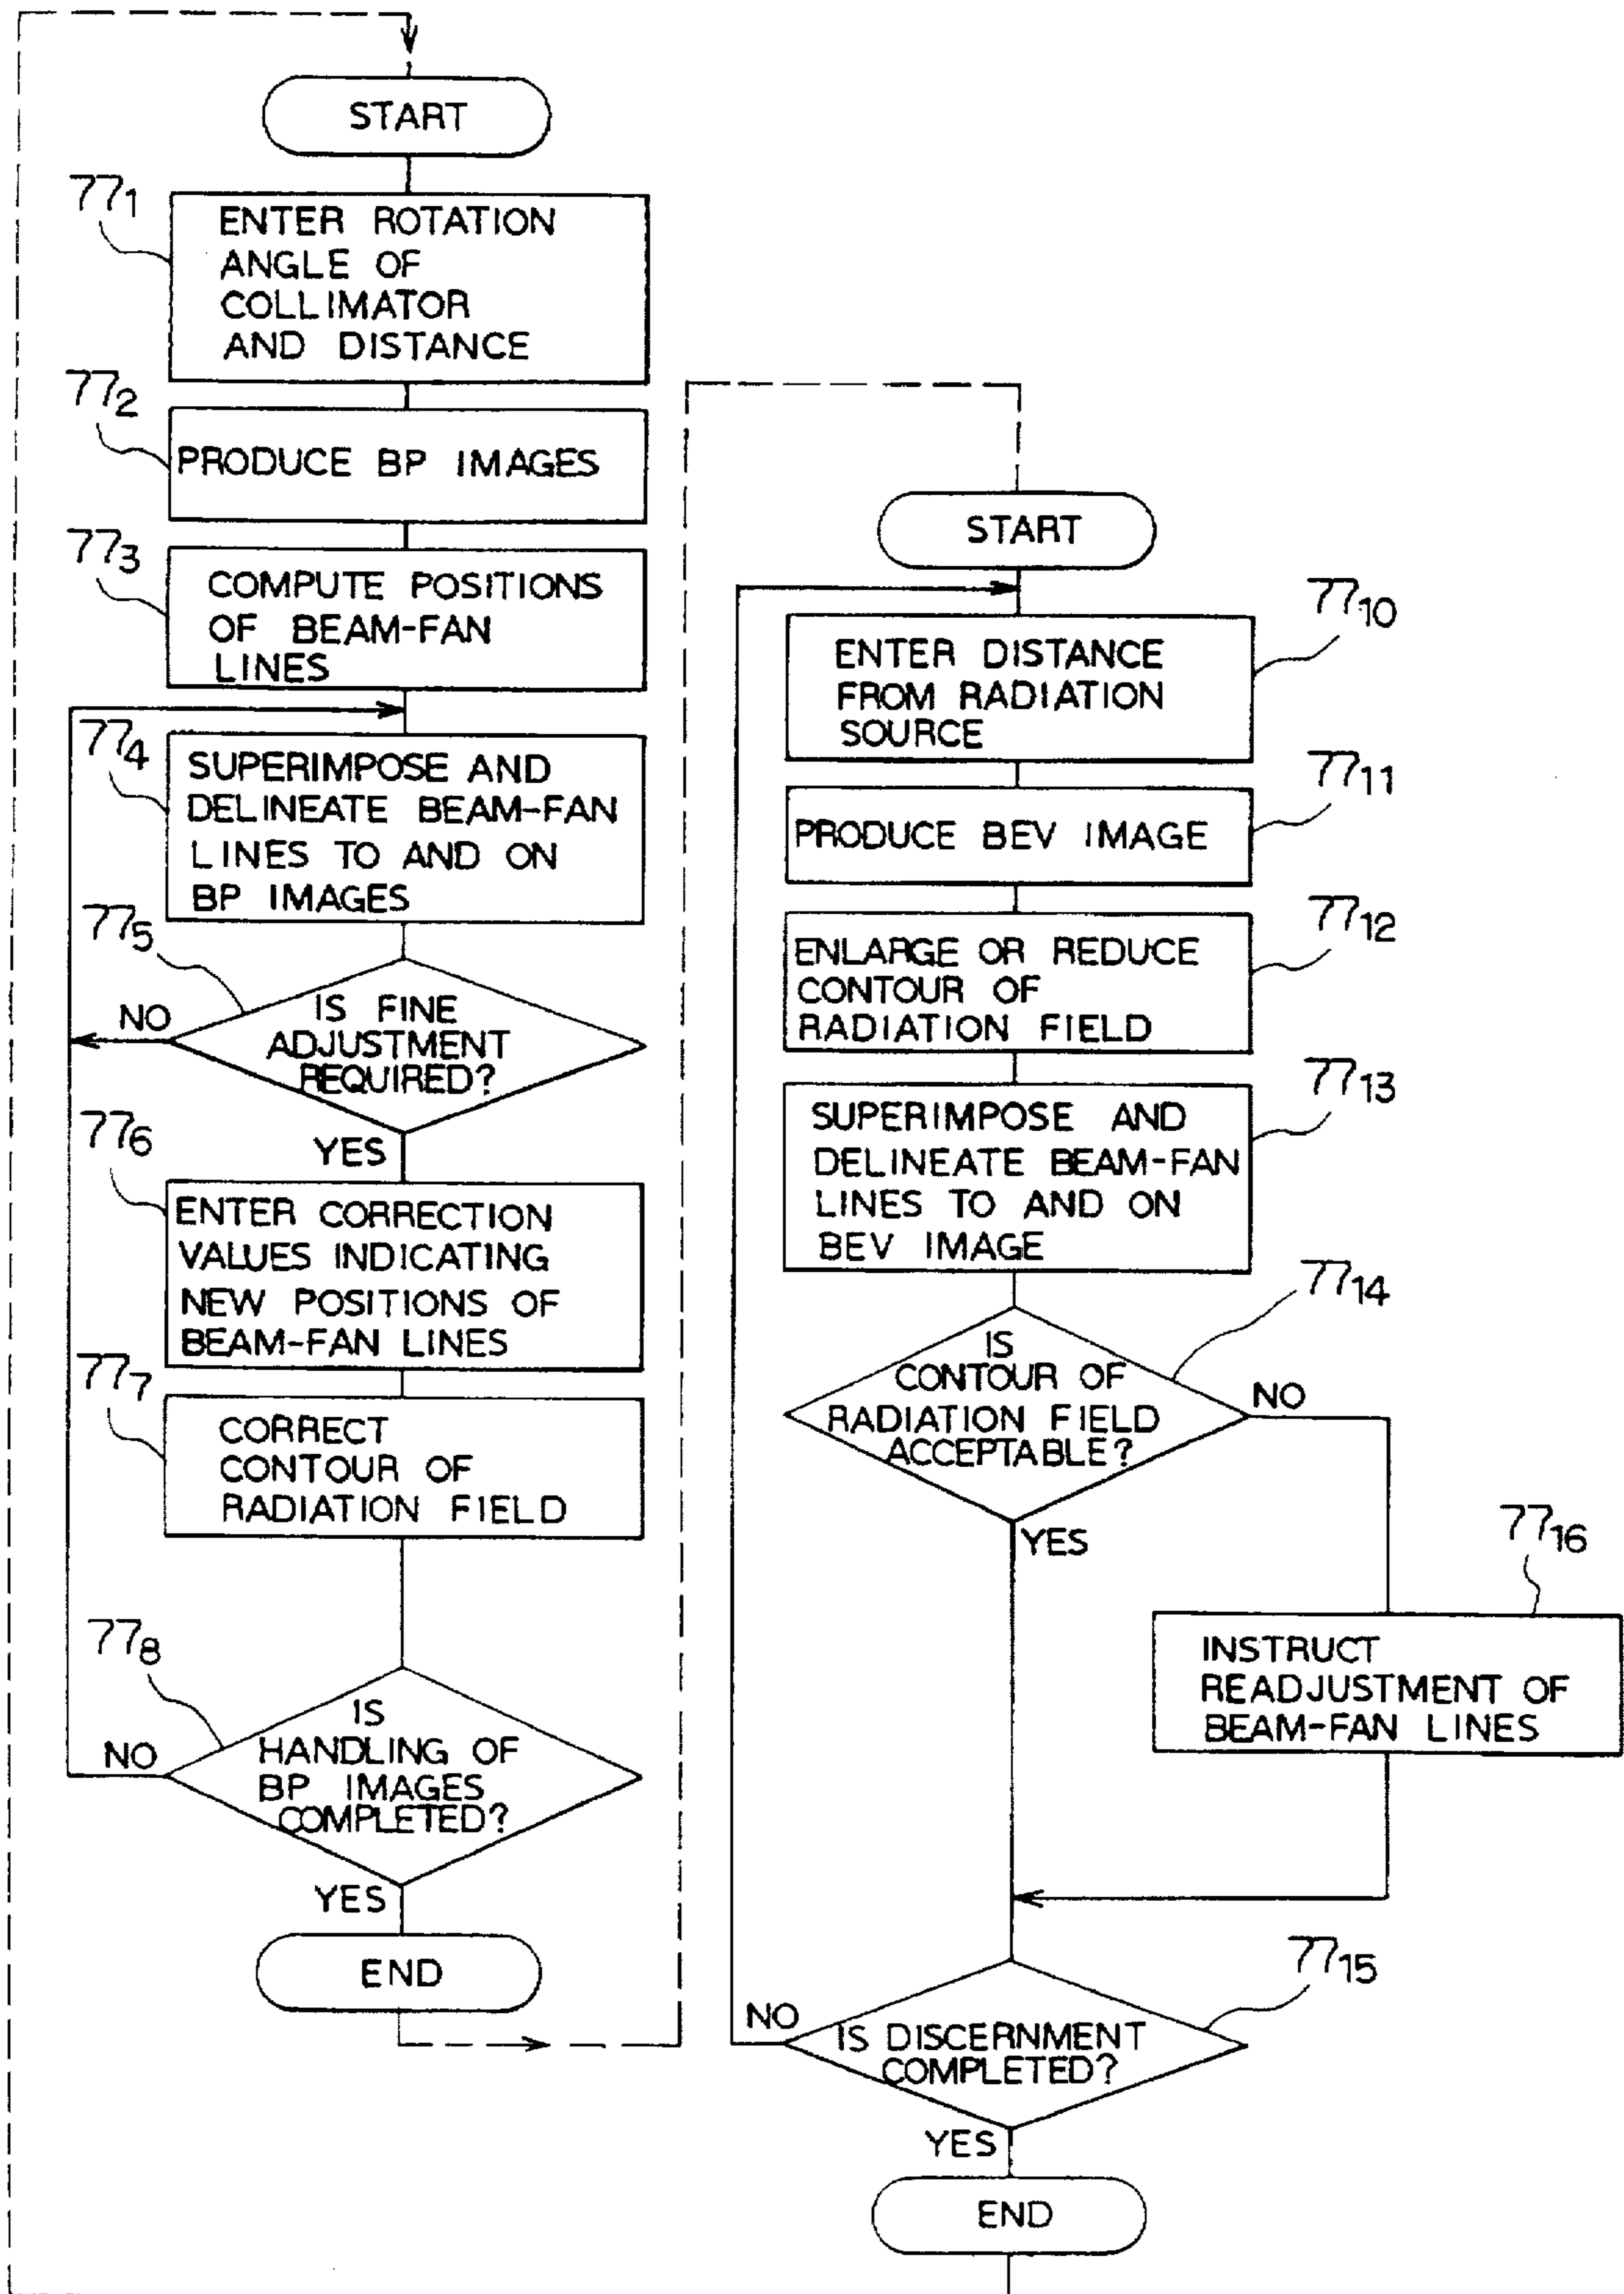 START
77₁
ENTER ROTATION
ANGLE OF
COLLIMATOR
AND DISTANCE
77₂
PRODUCE BP IMAGES
77₃
COMPUTE POSITIONS
OF BEAM-FAN
LINES
77₄
SUPERIMPOSE AND
DELINEATE BEAM-FAN
LINES TO AND ON
BP IMAGES
77₅
IS FINE
ADJUSTMENT
REQUIRED?
NO
YES
77₆
ENTER CORRECTION
VALUES INDICATING
NEW POSITIONS OF
BEAM-FAN LINES
77₇
CORRECT
CONTOUR OF
RADIATION FIELD
77₈
IS
HANDLING OF
BP IMAGES
COMPLETED?
NO
YES
END
START
77₁₀
ENTER DISTANCE
FROM RADIATION
SOURCE
77₁₁
PRODUCE BEV IMAGE
77₁₂
ENLARGE OR REDUCE
CONTOUR OF
RADIATION FIELD
77₁₃
SUPERIMPOSE AND
DELINEATE BEAM-FAN
LINES TO AND ON
BEV IMAGE
77₁₄
IS
CONTOUR OF
RADIATION FIELD
ACCEPTABLE?
NO
YES
77₁₆
INSTRUCT
READJUSTMENT OF
BEAM-FAN LINES
77₁₅
IS DISCERNMENT
COMPLETED?
NO
YES
END